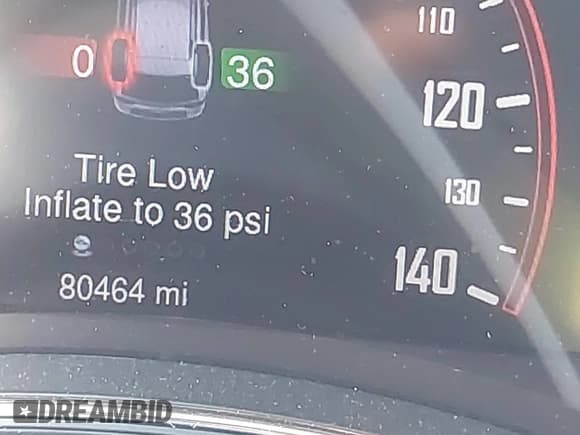 110
0 36
120
Tire Low
130
Inflate to 36 psi
140
80464 mi
DREAMBID